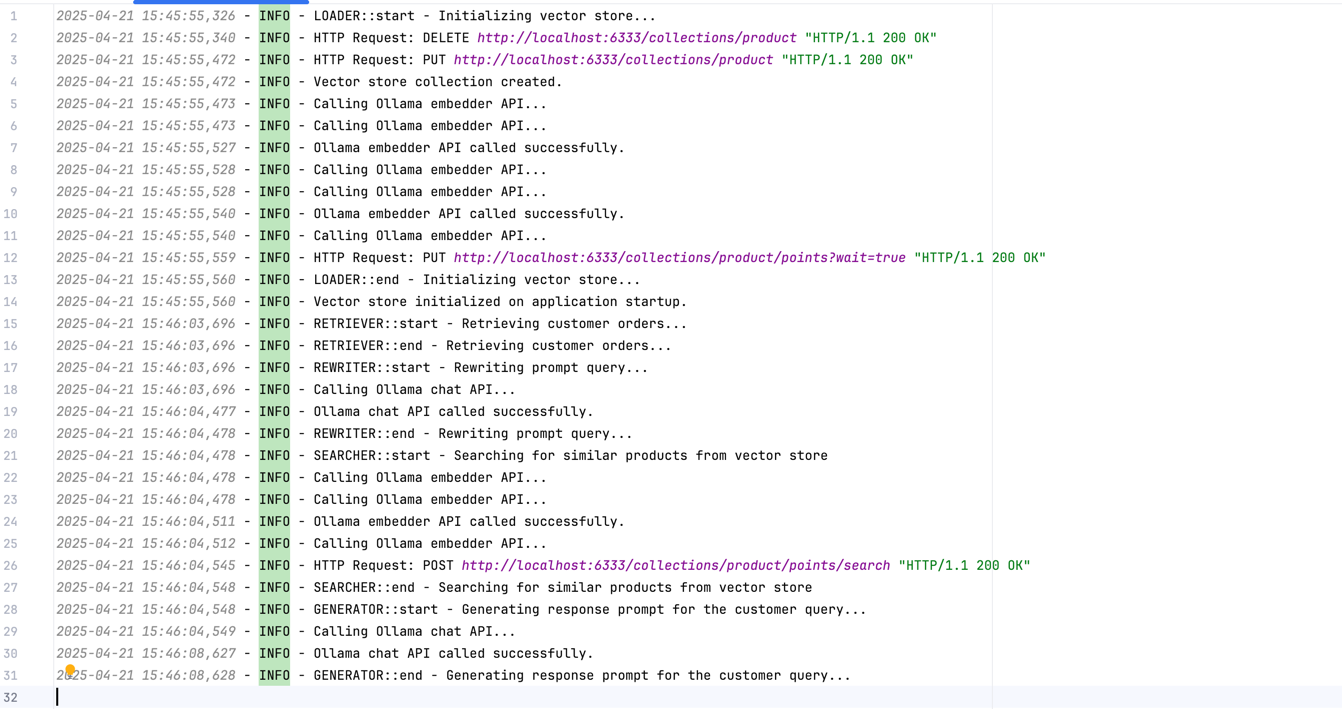 1 2025-04-21 15:45:55,326 - INFO - LOADER::start - Initializing vector store...
2 2025-04-21 15:45:55,340 - INFO - HTTP Request: DELETE http://localhost:6333/collections/product "HTTP/1.1 200 OK"
3 2025-04-21 15:45:55,472 - INFO - HTTP Request: PUT http://localhost:6333/collections/product "HTTP/1.1 200 OK"
4 2025-04-21 15:45:55,472 - INFO - Vector store collection created.
5 2025-04-21 15:45:55,473 - INFO - Calling Ollama embedder API...
6 2025-04-21 15:45:55,473 - INFO - Calling Ollama embedder API...
7 2025-04-21 15:45:55,527 - INFO - Ollama embedder API called successfully.
8 2025-04-21 15:45:55,528 - INFO - Calling Ollama embedder API...
9 2025-04-21 15:45:55,528 - INFO - Calling Ollama embedder API...
10 2025-04-21 15:45:55,540 - INFO - Ollama embedder API called successfully.
11 2025-04-21 15:45:55,540 - INFO - Calling Ollama embedder API...
12 2025-04-21 15:45:55,559 - INFO - HTTP Request: PUT http://localhost:6333/collections/product/points?wait=true "HTTP/1.1 200 OK"
13 2025-04-21 15:45:55,560 - INFO - LOADER::end - Initializing vector store...
14 2025-04-21 15:45:55,560 - INFO - Vector store initialized on application startup.
15 2025-04-21 15:46:03,696 - INFO - RETRIEVER::start - Retrieving customer orders...
16 2025-04-21 15:46:03,696 - INFO - RETRIEVER::end - Retrieving customer orders...
17 2025-04-21 15:46:03,696 - INFO - REWRITER::start - Rewriting prompt query...
18 2025-04-21 15:46:03,696 - INFO - Calling Ollama chat API...
19 2025-04-21 15:46:04,477 - INFO - Ollama chat API called successfully.
20 2025-04-21 15:46:04,478 - INFO - REWRITER::end - Rewriting prompt query...
21 2025-04-21 15:46:04,478 - INFO - SEARCHER::start - Searching for similar products from vector store
22 2025-04-21 15:46:04,478 - INFO - Calling Ollama embedder API...
23 2025-04-21 15:46:04,478 - INFO - Calling Ollama embedder API...
24 2025-04-21 15:46:04,511 - INFO - Ollama embedder API called successfully.
25 2025-04-21 15:46:04,512 - INFO - Calling Ollama embedder API...
26 2025-04-21 15:46:04,545 - INFO - HTTP Request: POST http://localhost:6333/collections/product/points/search "HTTP/1.1 200 OK"
27 2025-04-21 15:46:04,548 - INFO - SEARCHER::end - Searching for similar products from vector store
28 2025-04-21 15:46:04,548 - INFO - GENERATOR::start - Generating response prompt for the customer query...
29 2025-04-21 15:46:04,549 - INFO - Calling Ollama chat API...
30 2025-04-21 15:46:08,627 - INFO - Ollama chat API called successfully.
31 2025-04-21 15:46:08,628 - INFO - GENERATOR::end - Generating response prompt for the customer query...
32